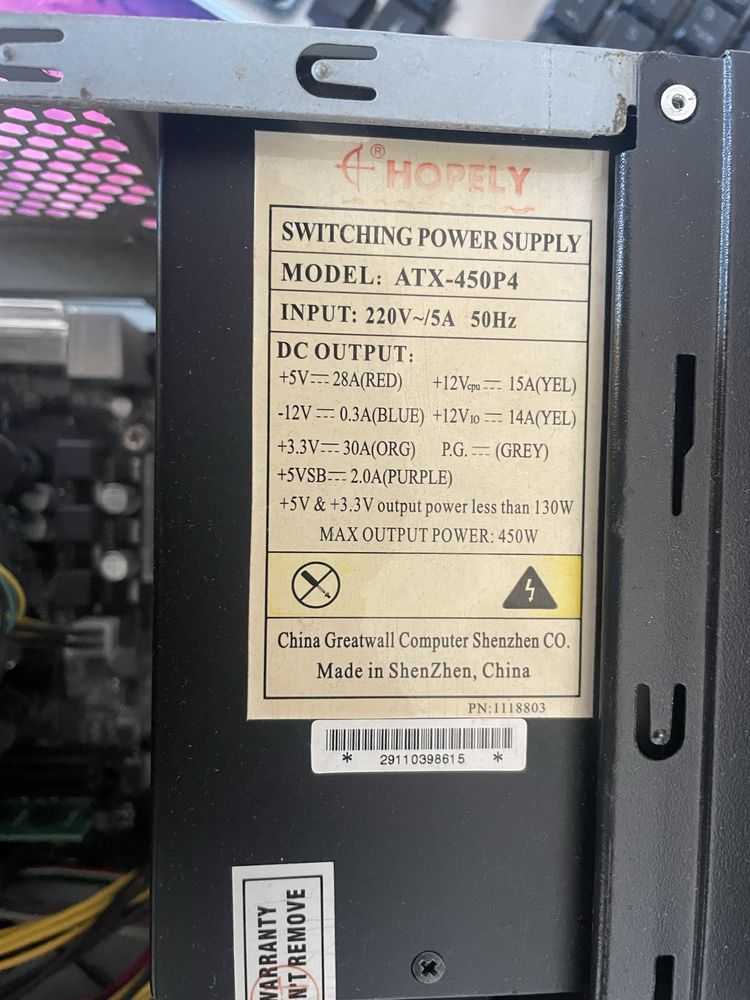 ® HOPELY
SWITCHING POWER SUPPLY
MODEL: ATX-450P4
INPUT: 220V~/5A 50Hz
DC OUTPUT:
+5V⎓28A(RED) +12Vcpu⎓15A(YEL)
-12V⎓0.3A(BLUE) +12VIO⎓14A(YEL)
+3.3V⎓30A(ORG) P.G.⎓(GREY)
+5VSB⎓2.0A(PURPLE)
+5V & +3.3V output power less than 130W
MAX OUTPUT POWER: 450W
China Greatwall Computer Shenzhen CO.
Made in ShenZhen, China
PN:1118803
* 29110398615 *
WARRANTY
N'T REMOVE